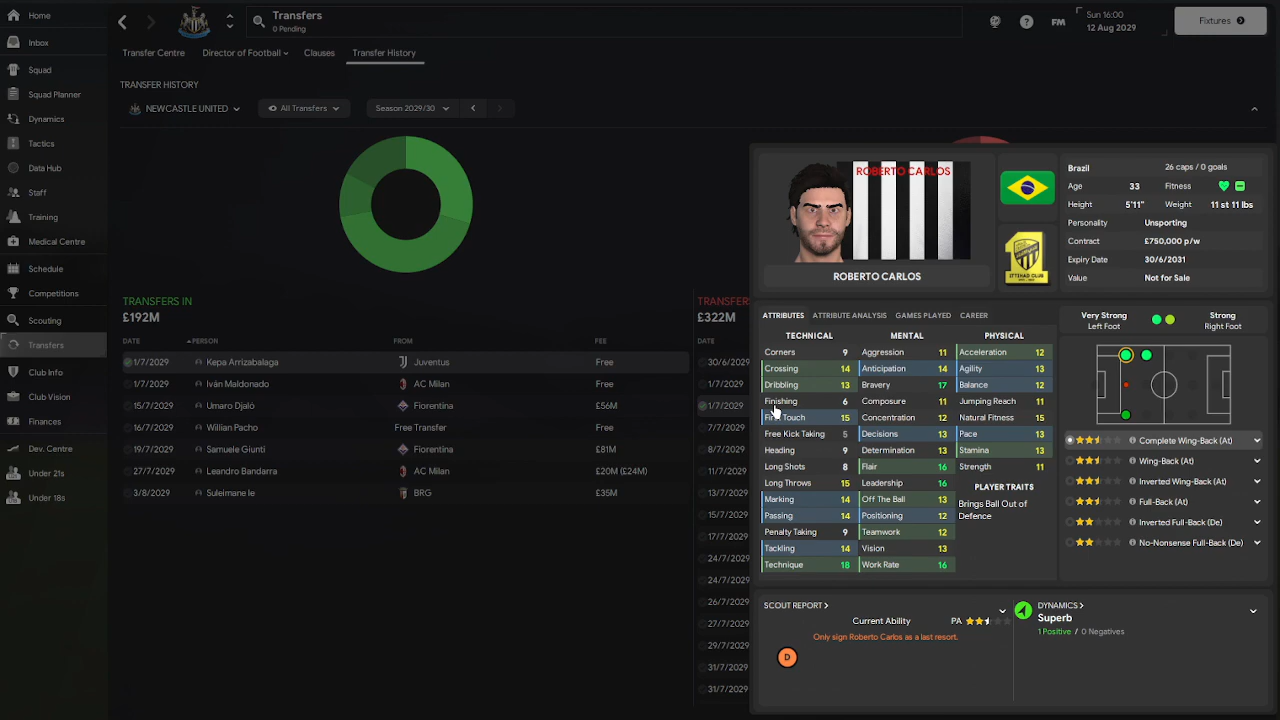 Home
Inbox
Squad
Squad Planner
Dynamics
Tactics
Data Hub
Staff
Training
Medical Centre
Schedule
Competitions
Scouting
Transfers
Club Info
Club Vision
Finances
Dev. Centre
Under 21s
Under 18s
Transfers
0 Pending
FM
Sun 16:00
12 Aug 2029
Fixtures
Transfer Centre
Director of Football
Clauses
Transfer History
TRANSFER HISTORY
NEWCASTLE UNITED
All Transfers
Season 2029/30
TRANSFERS IN
£192M
DATE PERSON FROM FEE
1/7/2029 Kepa Arrizabalaga Juventus Free
1/7/2029 Iván Maldonado AC Milan Free
15/7/2029 Umaro Djaló Fiorentina £56M
16/7/2029 Willian Pacho Free Transfer Free
19/7/2029 Samuele Giunti Fiorentina £81M
27/7/2029 Leandro Bandarra AC Milan £20M (£24M)
3/8/2029 Suleimane Ie BRG £35M
TRANSFERS
£322M
DATE
30/6/2029
1/7/2029
1/7/2029
7/7/2029
8/7/2029
11/7/2029
13/7/2029
15/7/2029
17/7/2029
24/7/2029
24/7/2029
26/7/2029
27/7/2029
29/7/2029
31/7/2029
31/7/2029
ROBERTO CARLOS
ROBERTO CARLOS
ITTIHAD CLUB
Brazil 26 caps / 0 goals
Age 33 Fitness
Height 5'11" Weight 11 st 11 lbs
Personality Unsporting
Contract £750,000 p/w
Expiry Date 30/6/2031
Value Not for Sale
ATTRIBUTES ATTRIBUTE ANALYSIS GAMES PLAYED CAREER
TECHNICAL
Corners 9
Crossing 14
Dribbling 13
Finishing 6
First Touch 15
Free Kick Taking 5
Heading 9
Long Shots 8
Long Throws 15
Marking 14
Passing 14
Penalty Taking 9
Tackling 14
Technique 18
MENTAL
Aggression 11
Anticipation 14
Bravery 17
Composure 11
Concentration 12
Decisions 13
Determination 13
Flair 16
Leadership 16
Off The Ball 13
Positioning 12
Teamwork 12
Vision 13
Work Rate 16
PHYSICAL
Acceleration 12
Agility 13
Balance 12
Jumping Reach 11
Natural Fitness 15
Pace 13
Stamina 13
Strength 11
PLAYER TRAITS
Brings Ball Out of
Defence
Very Strong
Left Foot
Strong
Right Foot
Complete Wing-Back (At)
Wing-Back (At)
Inverted Wing-Back (At)
Full-Back (At)
Inverted Full-Back (De)
No-Nonsense Full-Back (De)
SCOUT REPORT
Current Ability PA
Only sign Roberto Carlos as a last resort.
D
DYNAMICS
Superb
1 Positive / 0 Negatives